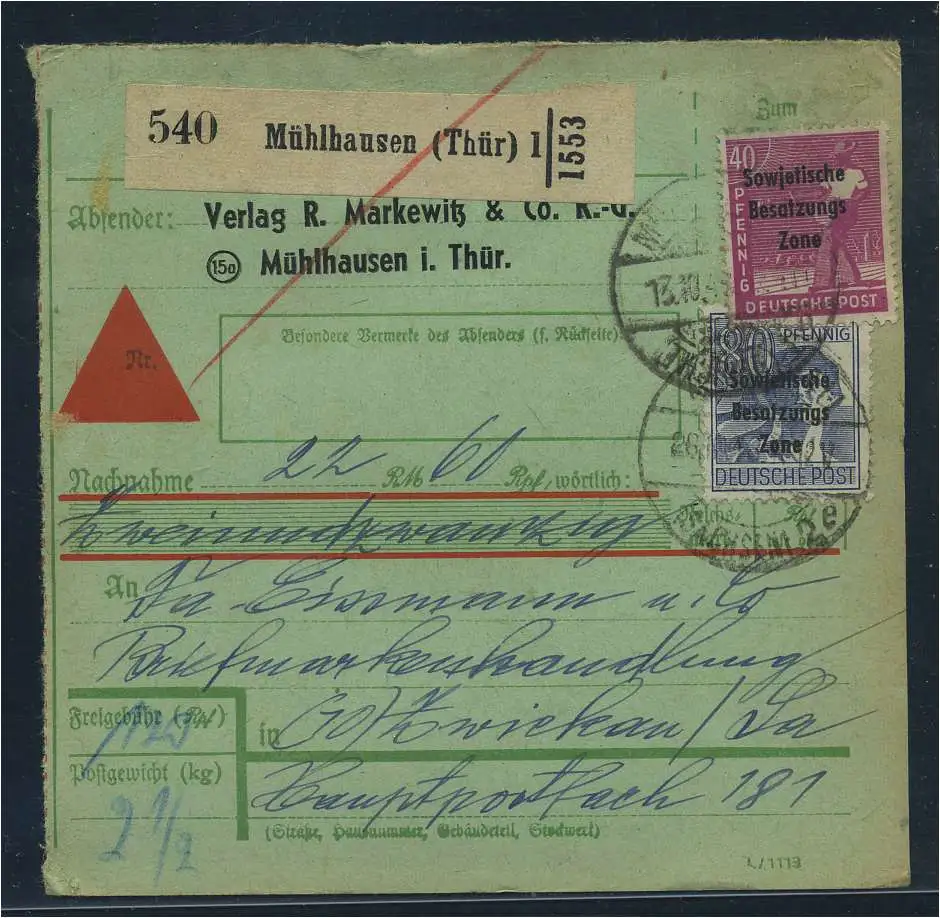 Zum
540 Mühlhausen (Thür) 1 1553
Absender: Verlag R. Markewitz & Co. K.-G.
15a Mühlhausen i. Thür.
40
PFENNIG
Sowjetische
Besatzungs
Zone
DEUTSCHE POST
Nr.
Besondere Vermerke des Absenders (s. Rückseite)
80 PFENNIG
Sowjetische
Besatzungs
Zone
DEUTSCHE POST
Nachnahme 22 RM 60 Rpf, wörtlich:
Zweiundzwanzig
An Fa Eissmann u. Co
Briefmarkenhandlung
Freigebühr (Rpf)
in Zwickau / Sa
Postgewicht (kg)
2 1/2
Hauptpostfach 181
(Straße, Hausnummer, Gebäudeteil, Stockwerk)